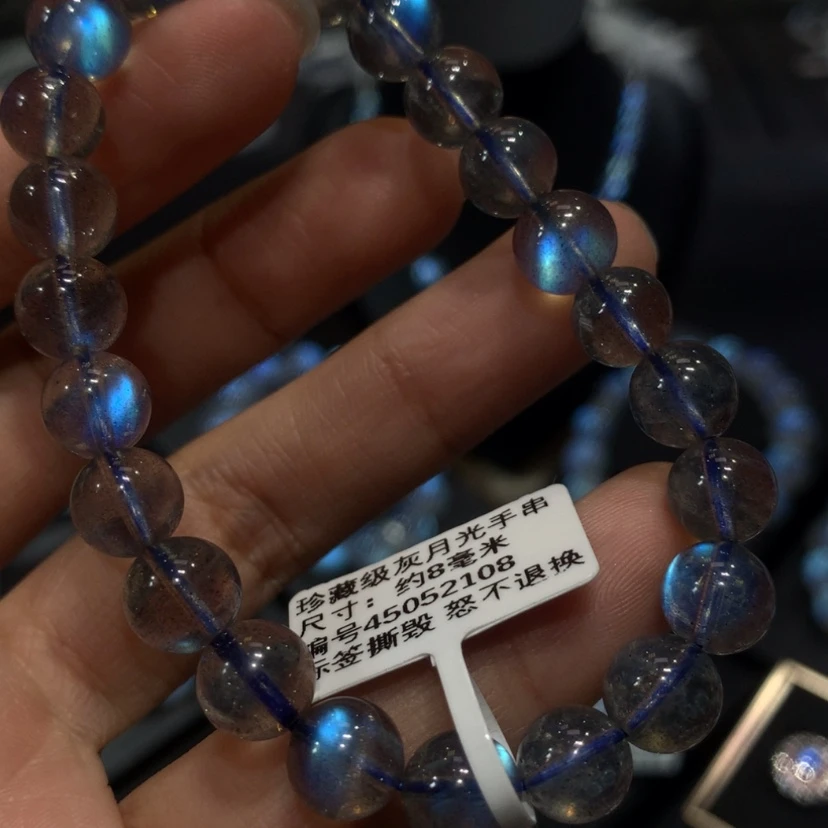 珍藏级灰月光手串
尺寸：约8毫米
编号45052108
标签撕毁 怒不退换